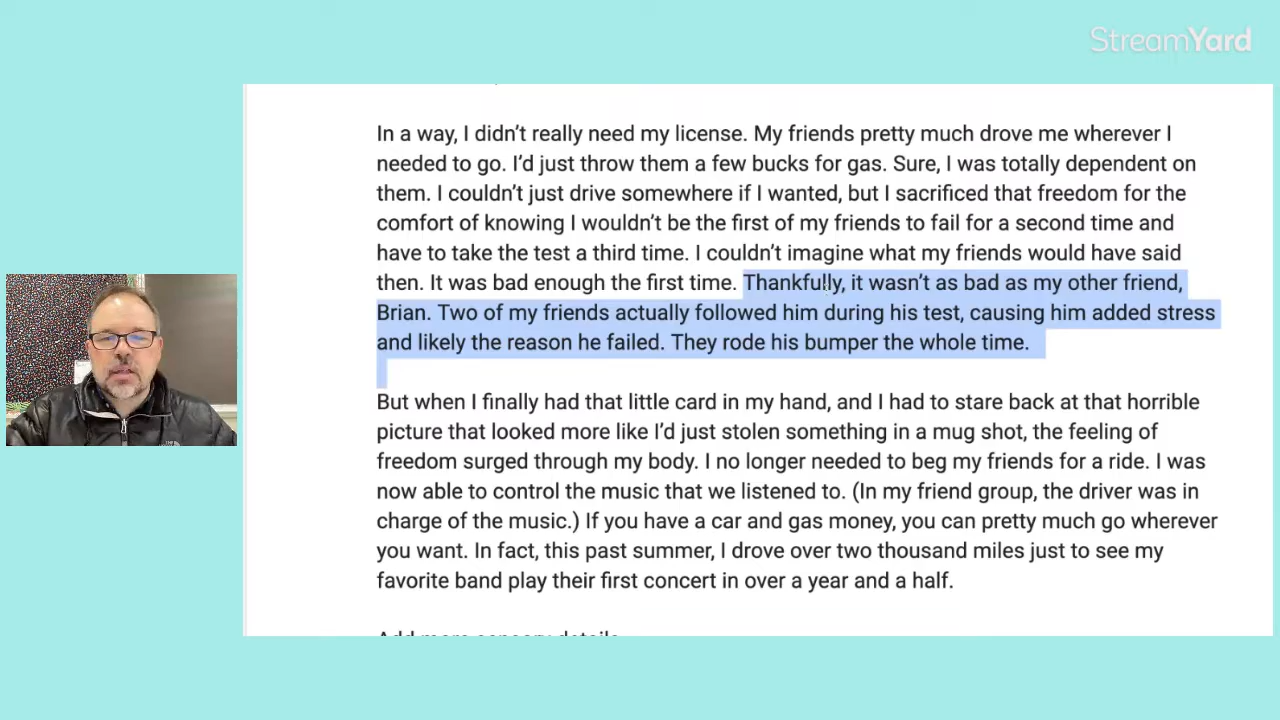 StreamYard
In a way, I didn't really need my license. My friends pretty much drove me wherever I
needed to go. I'd just throw them a few bucks for gas. Sure, I was totally dependent on
them. I couldn't just drive somewhere if I wanted, but I sacrificed that freedom for the
comfort of knowing I wouldn't be the first of my friends to fail for a second time and
have to take the test a third time. I couldn't imagine what my friends would have said
then. It was bad enough the first time. Thankfully, it wasn't as bad as my other friend,
Brian. Two of my friends actually followed him during his test, causing him added stress
and likely the reason he failed. They rode his bumper the whole time.
But when I finally had that little card in my hand, and I had to stare back at that horrible
picture that looked more like I'd just stolen something in a mug shot, the feeling of
freedom surged through my body. I no longer needed to beg my friends for a ride. I was
now able to control the music that we listened to. (In my friend group, the driver was in
charge of the music.) If you have a car and gas money, you can pretty much go wherever
you want. In fact, this past summer, I drove over two thousand miles just to see my
favorite band play their first concert in over a year and a half.
Add more sensory details